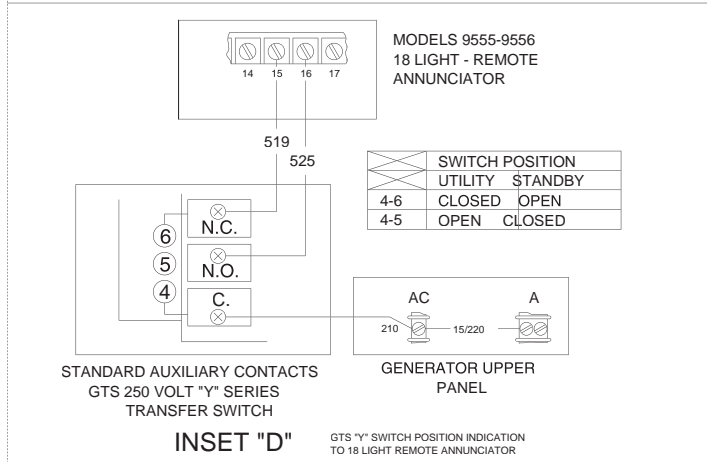 MODELS 9555-9556
18 LIGHT - REMOTE
ANNUNCIATOR
14 15 16 17
519
525
SWITCH POSITION
UTILITY STANDBY
4-6 CLOSED OPEN
4-5 OPEN CLOSED
6 N.C.
5 N.O.
4 C.
AC A
210 15/220
STANDARD AUXILIARY CONTACTS
GTS 250 VOLT "Y" SERIES
TRANSFER SWITCH
GENERATOR UPPER
PANEL
INSET "D"
GTS "Y" SWITCH POSITION INDICATION
TO 18 LIGHT REMOTE ANNUNCIATOR